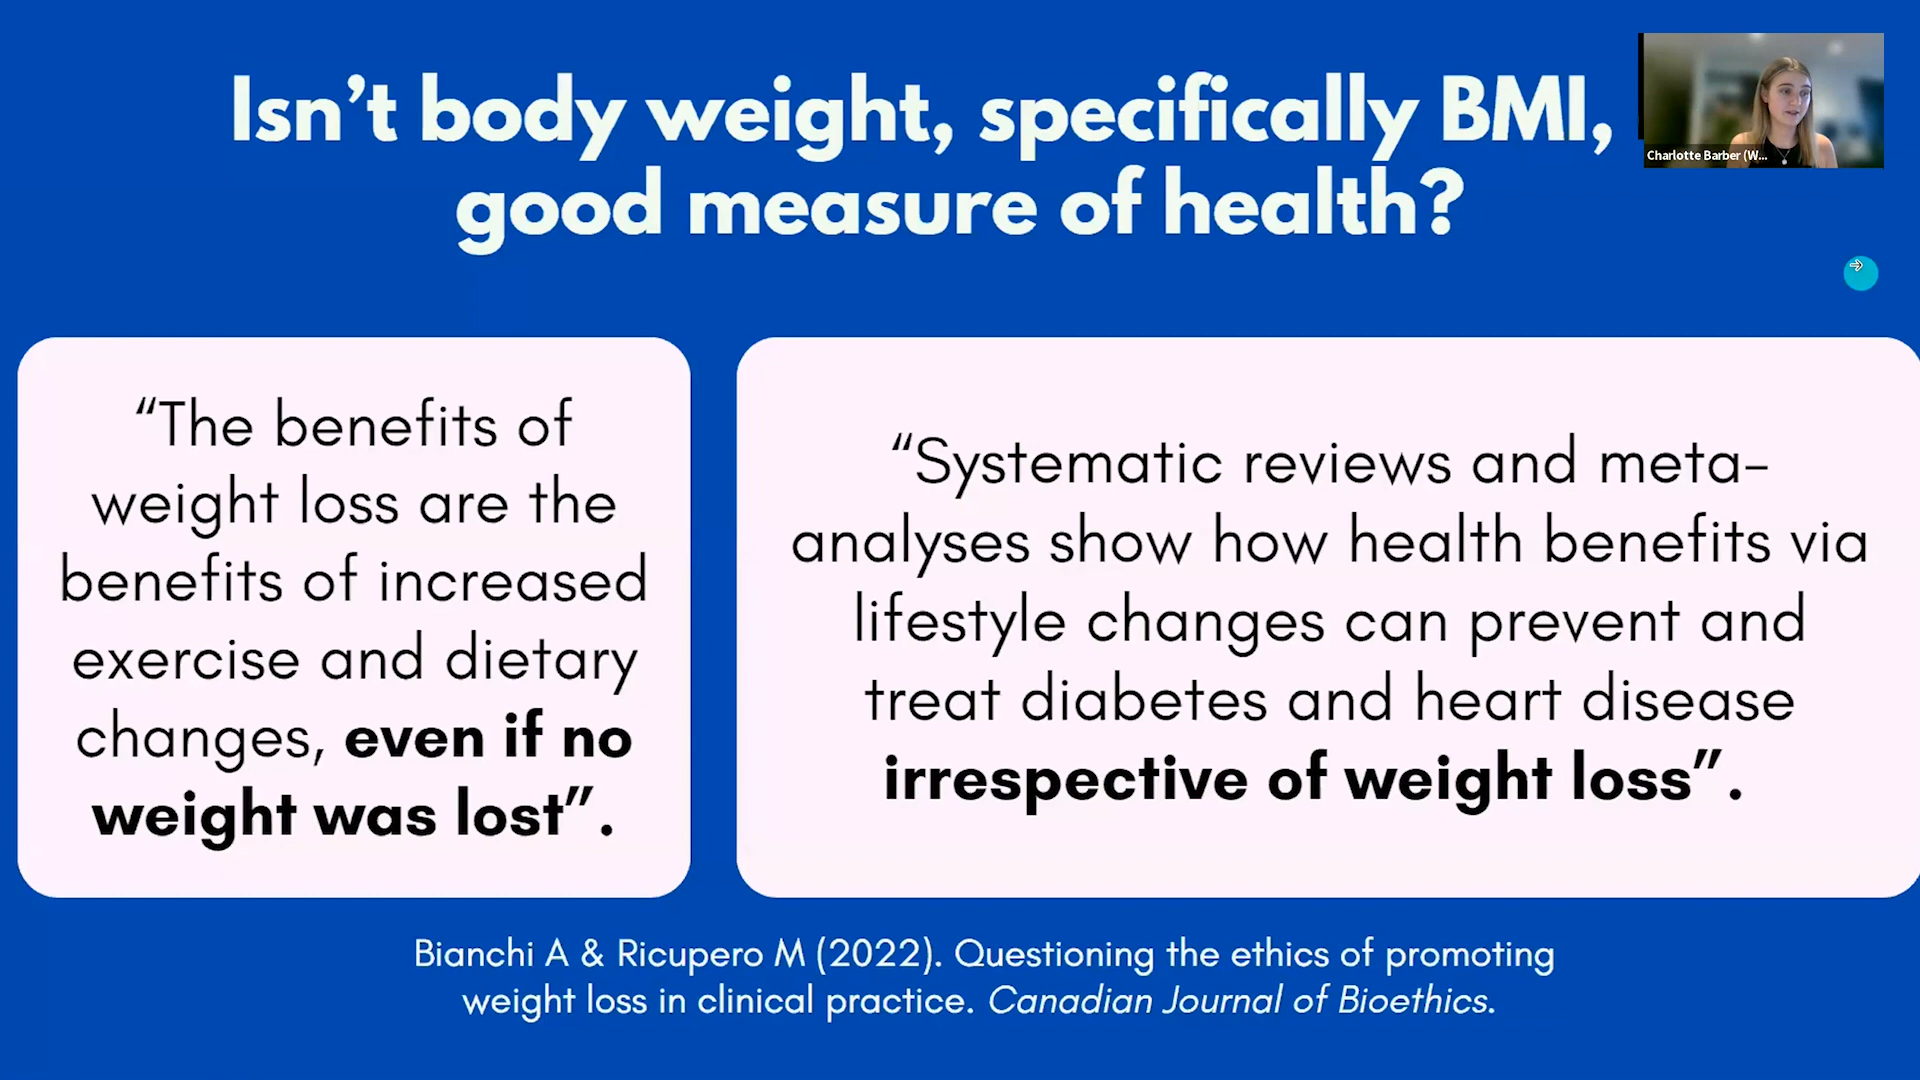 Isn’t body weight, specifically BMI,
good measure of health?
Charlotte Barber (W...
“The benefits of
weight loss are the
benefits of increased
exercise and dietary
changes, even if no
weight was lost”.
“Systematic reviews and meta-
analyses show how health benefits via
lifestyle changes can prevent and
treat diabetes and heart disease
irrespective of weight loss”.
Bianchi A & Ricupero M (2022). Questioning the ethics of promoting
weight loss in clinical practice. Canadian Journal of Bioethics.